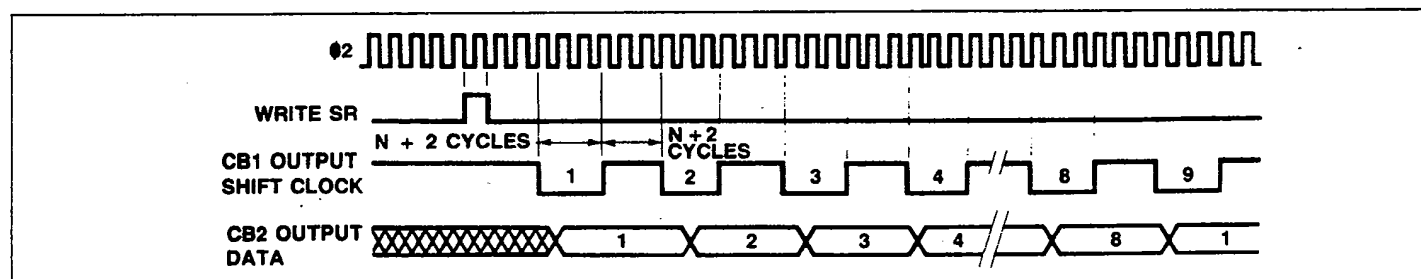 φ2
WRITE SR
N + 2 CYCLES
N + 2
CYCLES
CB1 OUTPUT
SHIFT CLOCK
1 2 3 4 8 9
CB2 OUTPUT
DATA
1 2 3 4 8 1